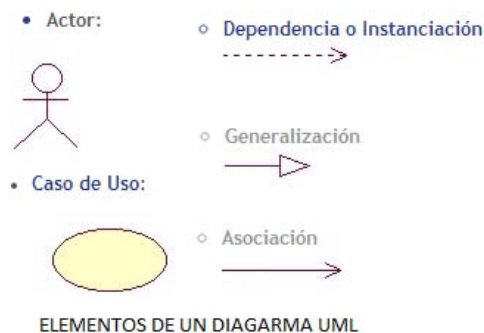 • Actor:
○ Dependencia o Instanciación
○ Generalización
• Caso de Uso:
○ Asociación
ELEMENTOS DE UN DIAGARMA UML